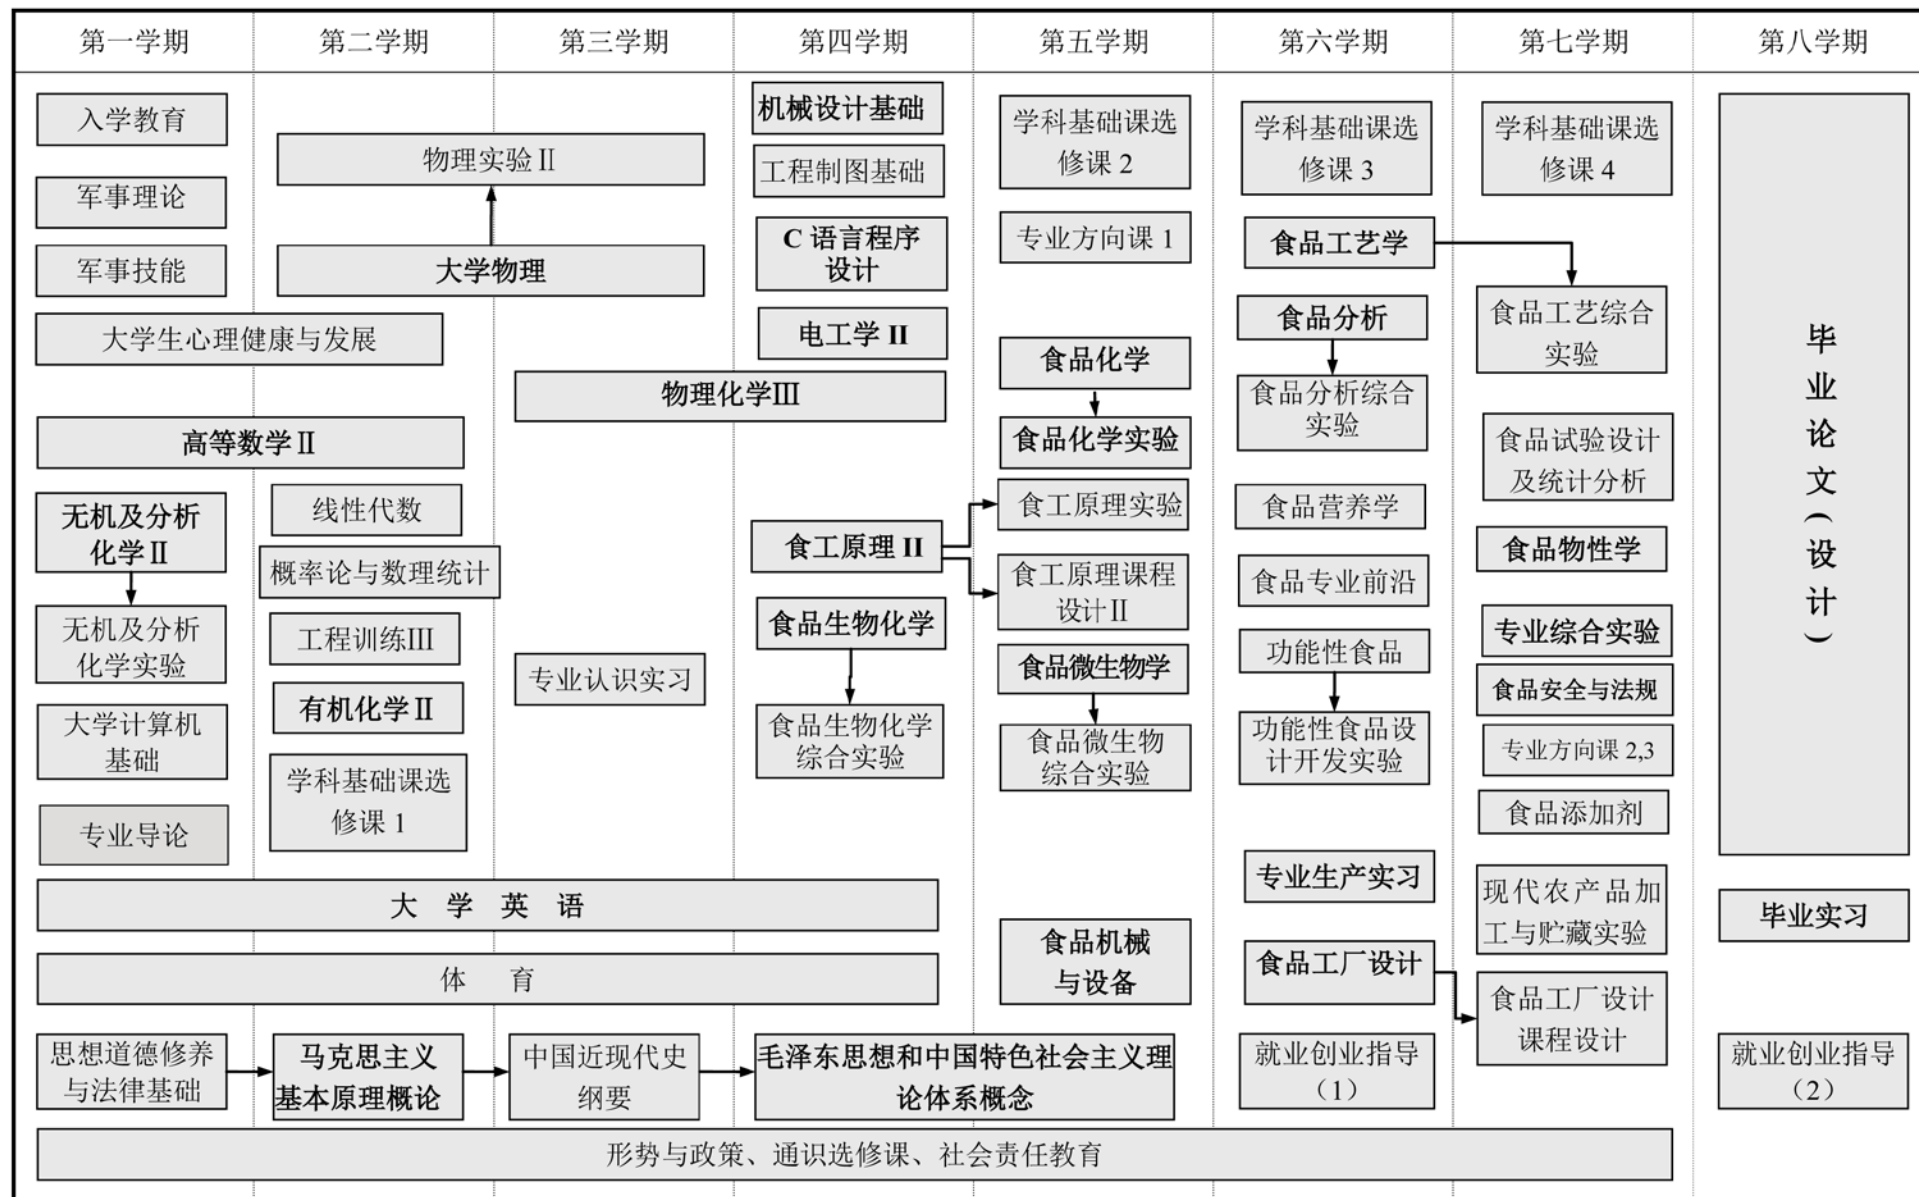 第一学期
第二学期
第三学期
第四学期
第五学期
第六学期
第七学期
第八学期
入学教育
军事理论
军事技能
大学生心理健康与发展
高等数学Ⅱ
无机及分析
化学Ⅱ
无机及分析
化学实验
大学计算机
基础
专业导论
物理实验Ⅱ
大学物理
线性代数
概率论与数理统计
工程训练Ⅲ
有机化学Ⅱ
学科基础课选
修课 1
物理化学Ⅲ
专业认识实习
机械设计基础
工程制图基础
C 语言程序
设计
电工学 II
食工原理 II
食品生物化学
食品生物化学
综合实验
学科基础课选
修课 2
专业方向课 1
食品化学
食品化学实验
食工原理实验
食工原理课程
设计Ⅱ
食品微生物学
食品微生物
综合实验
食品机械
与设备
学科基础课选
修课 3
食品工艺学
食品分析
食品分析综合
实验
食品营养学
食品专业前沿
功能性食品
功能性食品设
计开发实验
专业生产实习
食品工厂设计
就业创业指导
（1）
学科基础课选
修课 4
食品工艺综合
实验
食品试验设计
及统计分析
食品物性学
专业综合实验
食品安全与法规
专业方向课 2,3
食品添加剂
现代农产品加
工与贮藏实验
食品工厂设计
课程设计
毕业论文(设计)
毕业实习
就业创业指导
（2）
大 学 英 语
体 育
思想道德修养
与法律基础
马克思主义
基本原理概论
中国近现代史
纲要
毛泽东思想和中国特色社会主义理
论体系概念
形势与政策、通识选修课、社会责任教育